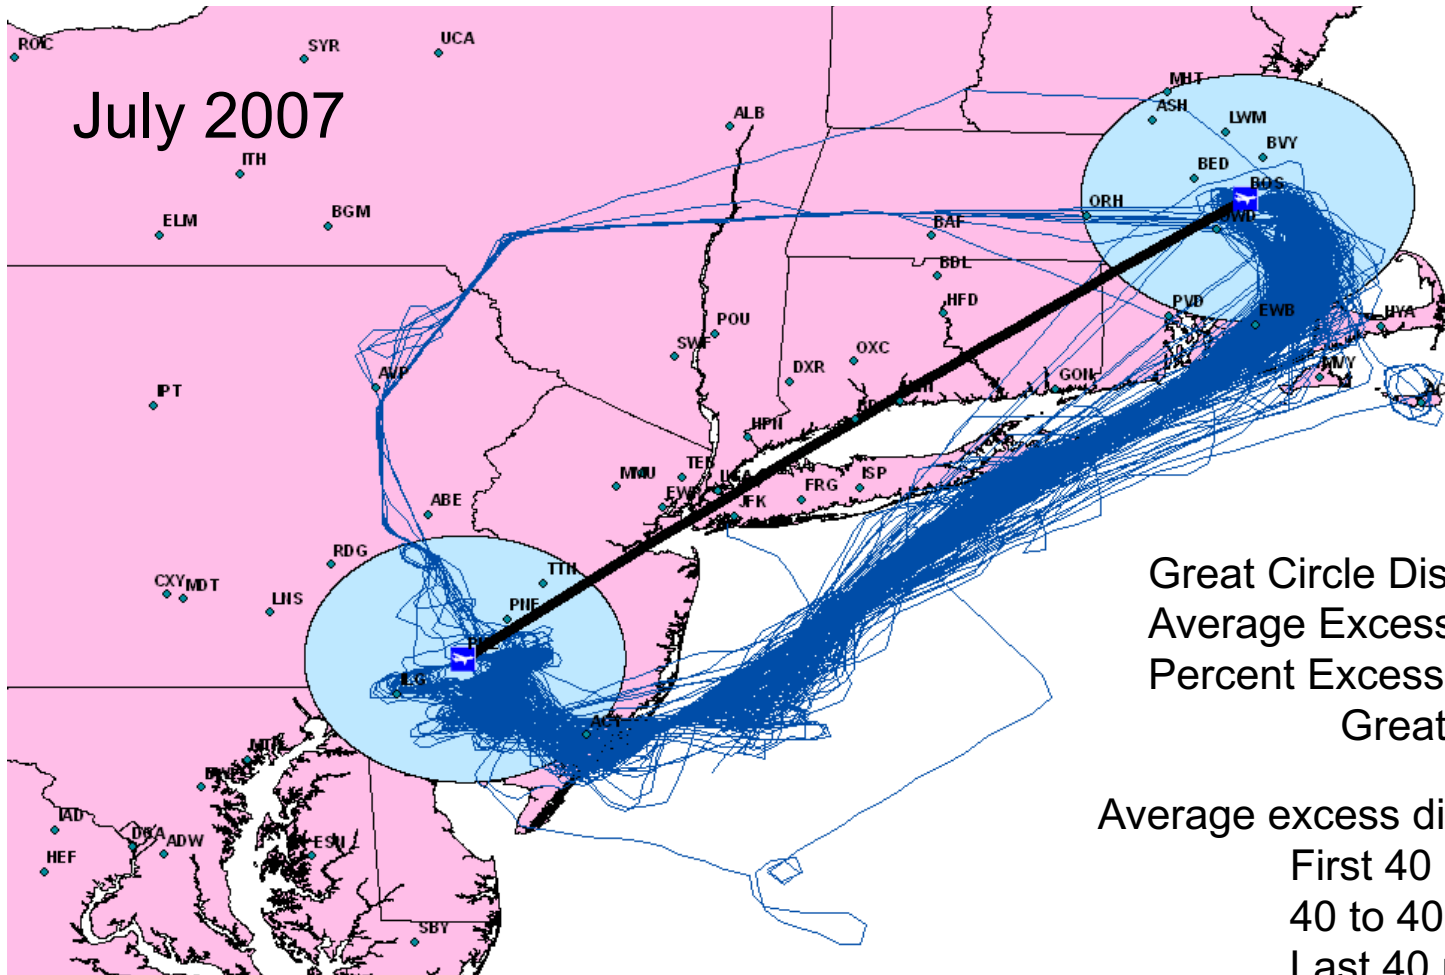 ROC
SYR
UCA
July 2007
ALB
MHT
ASH
LWM
BVY
ITH
BED
BOS
ELM
BGM
ORH
BAF
BDL
HFD
PVD
EWB
HYA
POU
SWF
OXC
DXR
GON
MVY
AVP
IPT
HPN
TEB
MMU
FRG
ISP
JFK
ABE
RDG
TTN
CXY
MDT
LNS
PNE
Great Circle Dis
Average Excess
Percent Excess
Great
ILG
ACY
Average excess di
First 40
40 to 40
Last 40
IAD
DCA
ADW
HEF
ESN
SBY